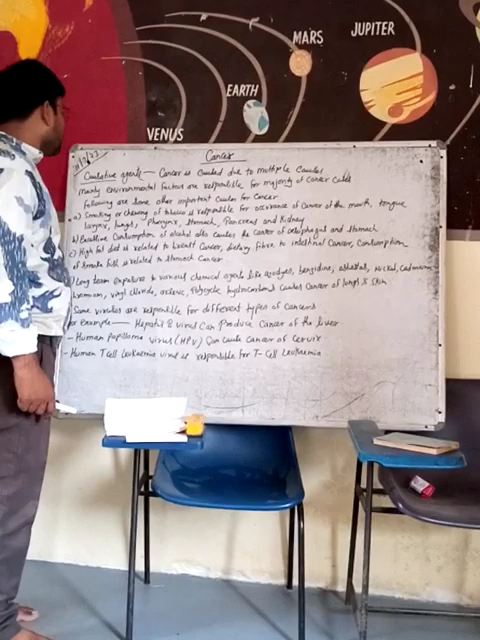 MARS
JUPITER
EARTH
VENUS
Cancer
Causative agents — Cancer is caused due to multiple causes
Mainly environmental factors are responsible for majority of cancer cases
Following are some other important causes for cancer
a) Smoking or chewing of tobacco is responsible for occurance of cancer of the mouth, tongue
larynx, lungs, pharynx, stomach, Pancreas and Kidney
b) Consumption of alcohol also causes the cancer of oesophagus and stomach
c) High fat diet is related to breast cancer, dietry fibre to intestinal cancer, consumption
of smoked fish is related to stomach cancer
Long term exposure to various chemical agents like benzidine, asbestos, nickel, cadmium
vinyl chloride, Polycyclic hydrocarbons causes cancer of lungs & skin
Some viruses are responsible for different types of cancers
For Example — Hepatitis B virus can produce cancer of the liver
- Human Papilloma virus (HPV) can cause cancer of cervix
- Human T cell Leukaemia virus is responsible for T-Cell Leukaemia